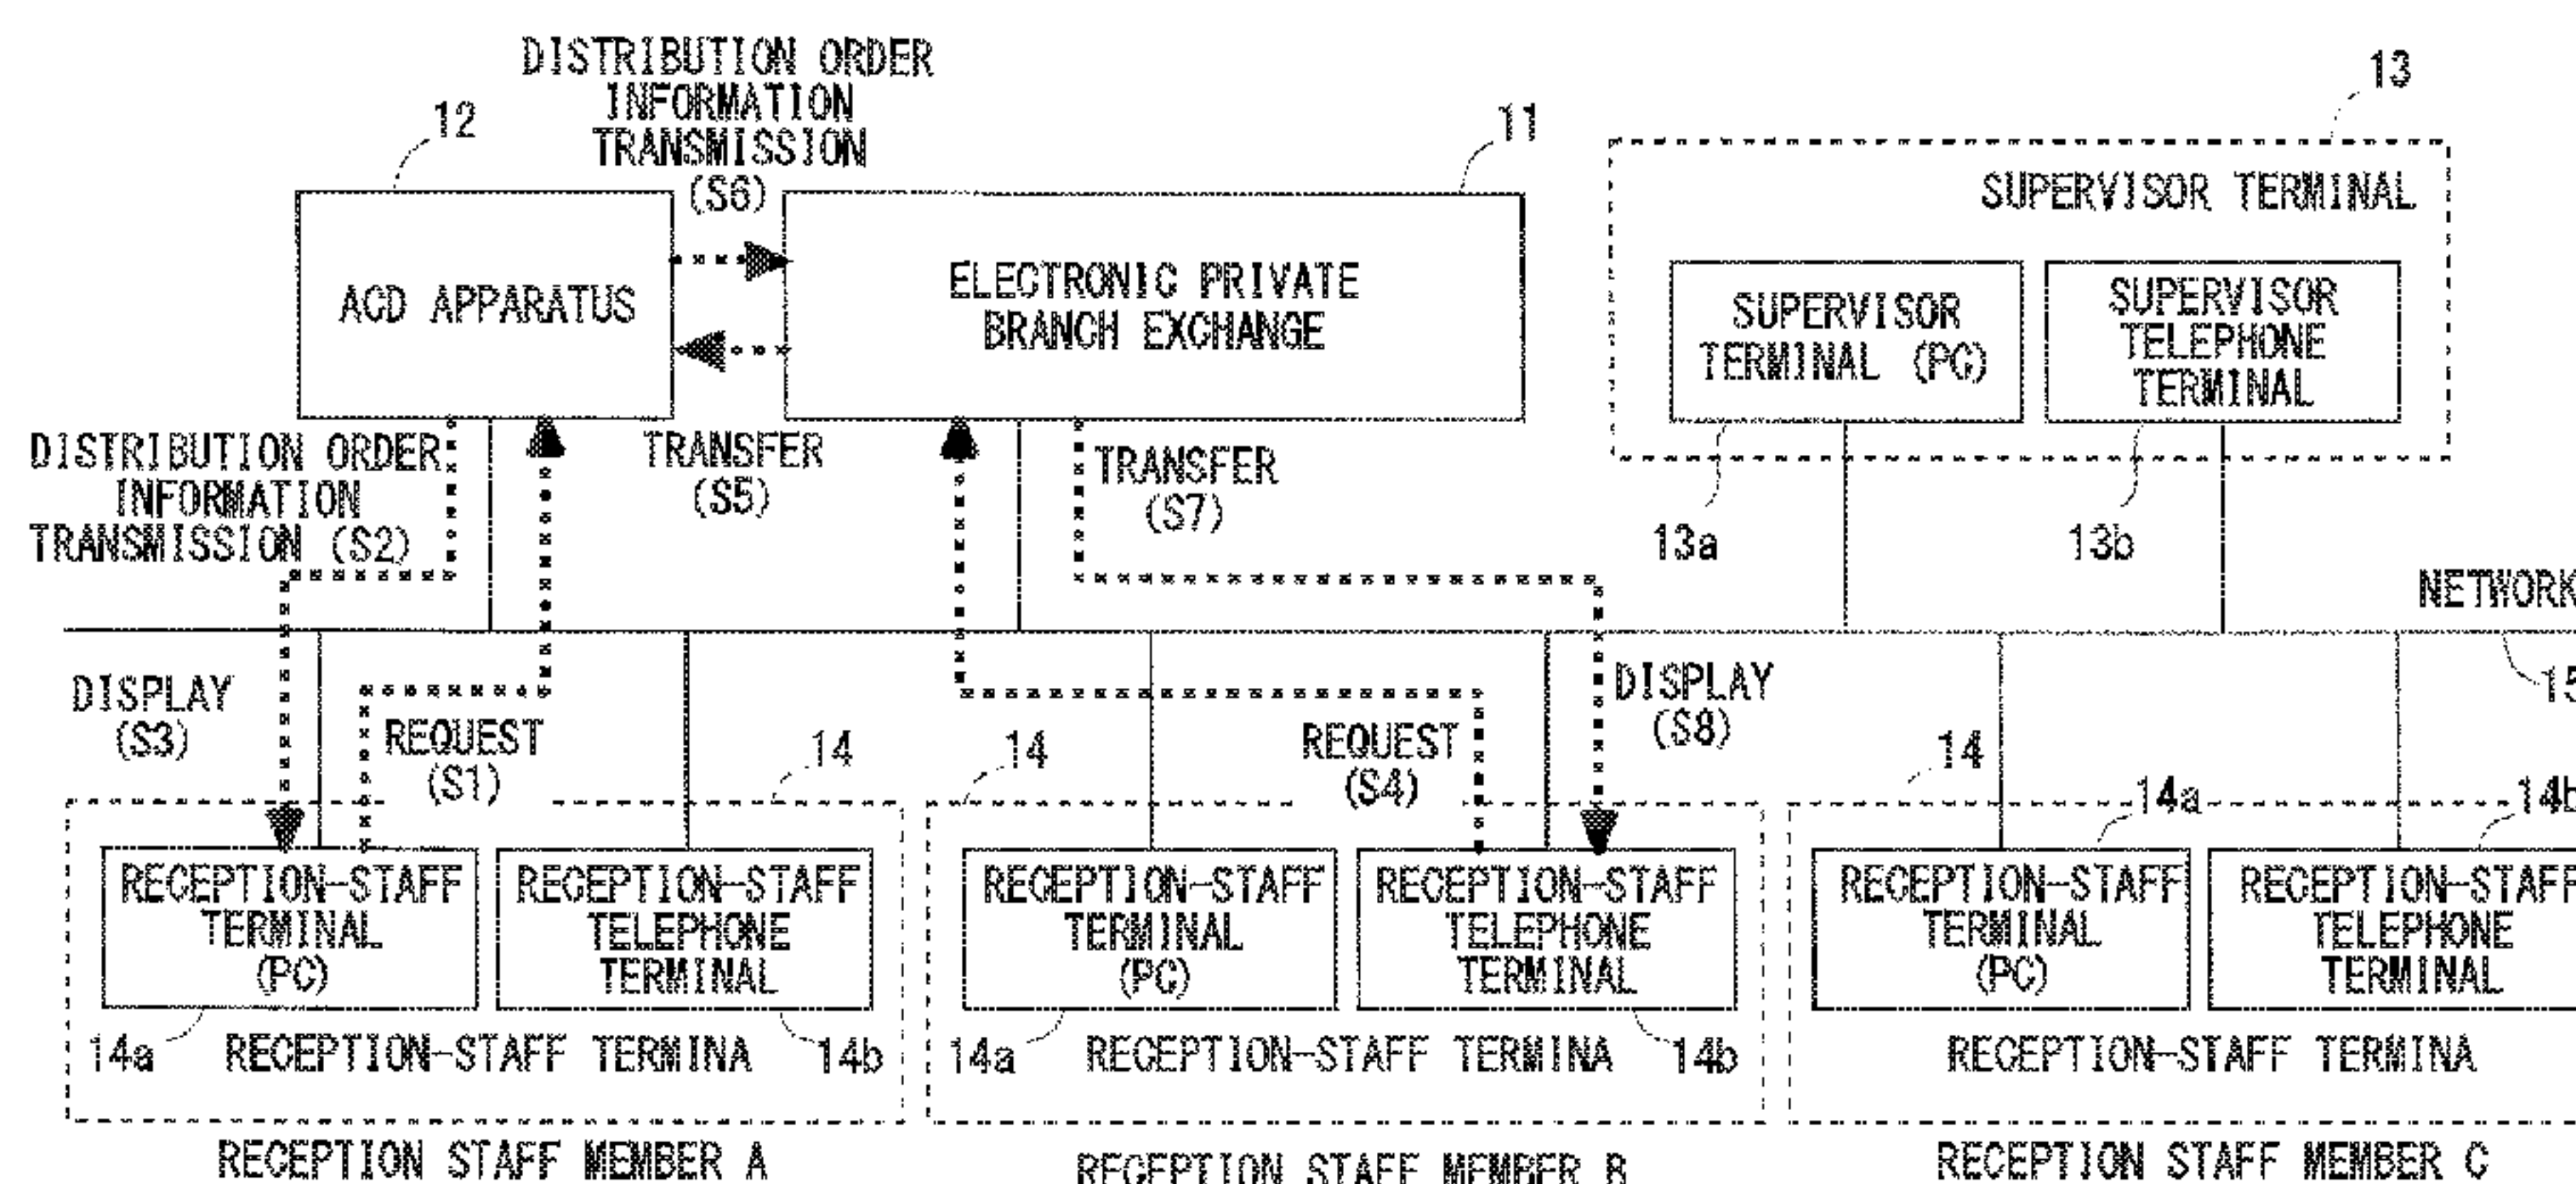 DISTRIBUTION ORDER
INFORMATION
TRANSMISSION
(S6)
12
11
13
ACD APPARATUS
ELECTRONIC PRIVATE
BRANCH EXCHANGE
SUPERVISOR TERMINAL
SUPERVISOR
TERMINAL (PC)
SUPERVISOR
TELEPHONE
TERMINAL
DISTRIBUTION ORDER
INFORMATION
TRANSMISSION (S2)
TRANSFER
(S5)
TRANSFER
(S7)
13a
13b
NETWORK
15
DISPLAY
(S3)
REQUEST
(S1)
14
14
REQUEST
(S4)
DISPLAY
(S8)
14
14a
14b
RECEPTION-STAFF
TERMINAL
(PC)
RECEPTION-STAFF
TELEPHONE
TERMINAL
RECEPTION-STAFF
TERMINAL
(PC)
RECEPTION-STAFF
TELEPHONE
TERMINAL
RECEPTION-STAFF
TERMINAL
(PC)
RECEPTION-STAFF
TELEPHONE
TERMINAL
14a
RECEPTION-STAFF TERMINA
14b
14a
RECEPTION-STAFF TERMINA
14b
RECEPTION-STAFF TERMINA
RECEPTION STAFF MEMBER A
RECEPTION STAFF MEMBER B
RECEPTION STAFF MEMBER C